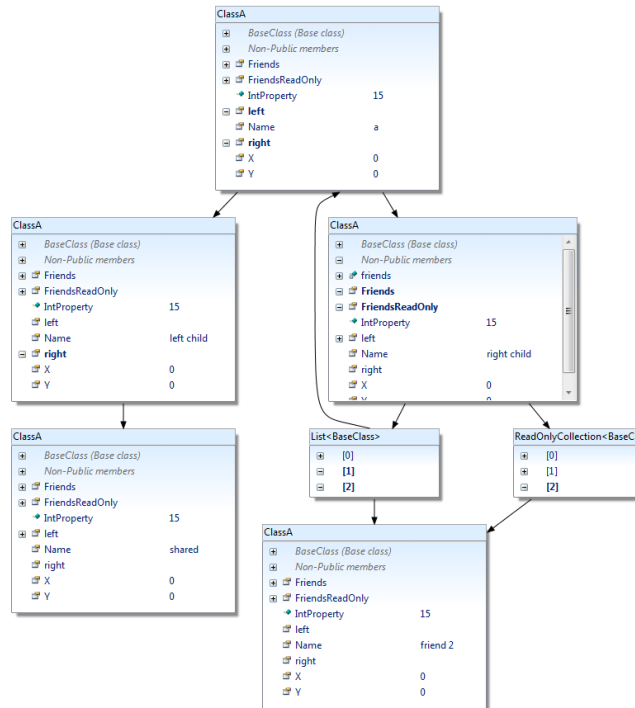 ClassA
BaseClass (Base class)
Non-Public members
Friends
FriendsReadOnly
IntProperty 15
left
Name a
right
X 0
Y 0
ClassA
BaseClass (Base class)
Non-Public members
Friends
FriendsReadOnly
IntProperty 15
left
Name left child
right
X 0
Y 0
ClassA
BaseClass (Base class)
Non-Public members
friends
Friends
FriendsReadOnly
IntProperty 15
left
Name right child
right
X 0
Y 0
ClassA
BaseClass (Base class)
Non-Public members
Friends
FriendsReadOnly
IntProperty 15
left
Name shared
right
X 0
Y 0
List<BaseClass>
[0]
[1]
[2]
ReadOnlyCollection<BaseC
[0]
[1]
[2]
ClassA
BaseClass (Base class)
Non-Public members
Friends
FriendsReadOnly
IntProperty 15
left
Name friend 2
right
X 0
Y 0